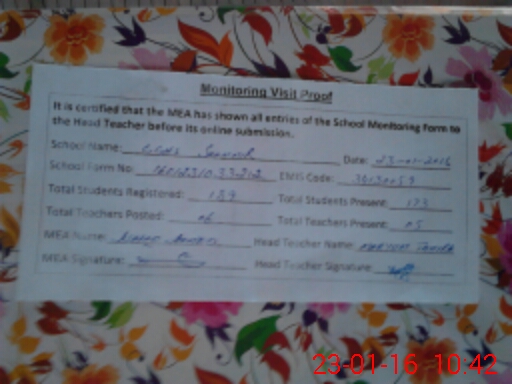 Monitoring Visit Proof
It is certified that the MEA has shown all entries of the School Monitoring Form to
the Head Teacher before its online submission.
School Name: Date: 23-01-2016
School Form No: EMIS Code:
Total Students Registered: 189 Total Students Present: 173
Total Teachers Posted: 06 Total Teachers Present: 05
MEA Name: Head Teacher Name:
MEA Signature: Head Teacher Signature:
23-01-16 10:42